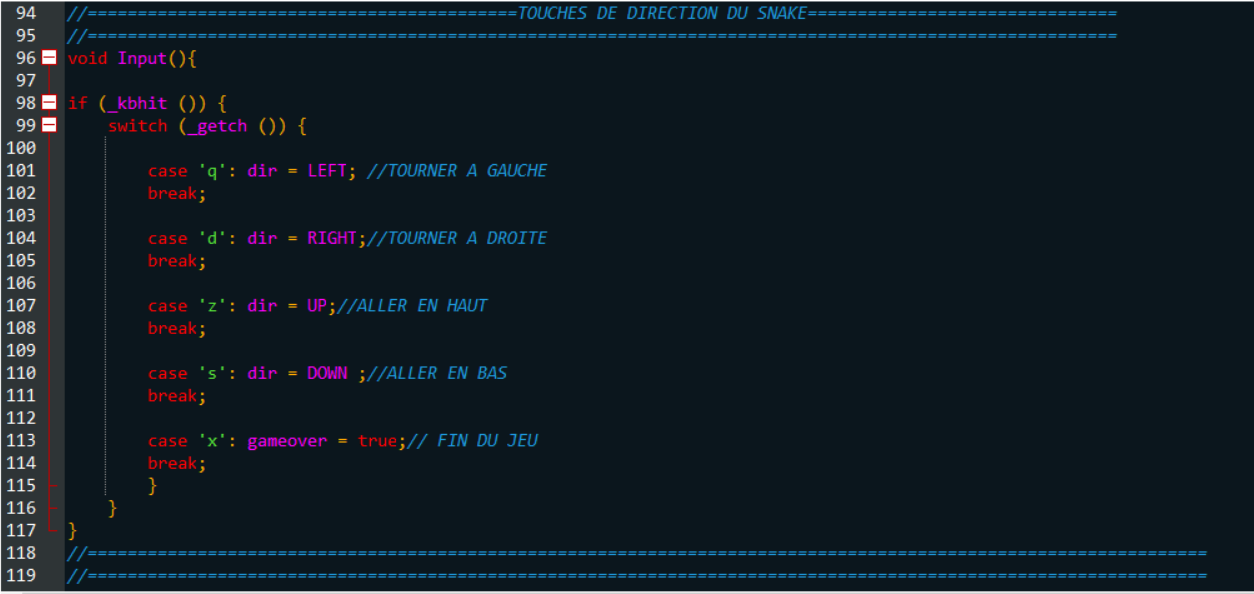 94 //===========================================TOUCHES DE DIRECTION DU SNAKE===============================
95 //=======================================================================================================
96 void Input(){
97
98 if (_kbhit ()) {
99 switch (_getch ()) {
100
101 case 'q': dir = LEFT; //TOURNER A GAUCHE
102 break;
103
104 case 'd': dir = RIGHT;//TOURNER A DROITE
105 break;
106
107 case 'z': dir = UP;//ALLER EN HAUT
108 break;
109
110 case 's': dir = DOWN ;//ALLER EN BAS
111 break;
112
113 case 'x': gameover = true;// FIN DU JEU
114 break;
115 }
116 }
117 }
118 //================================================================================================================
119 //================================================================================================================